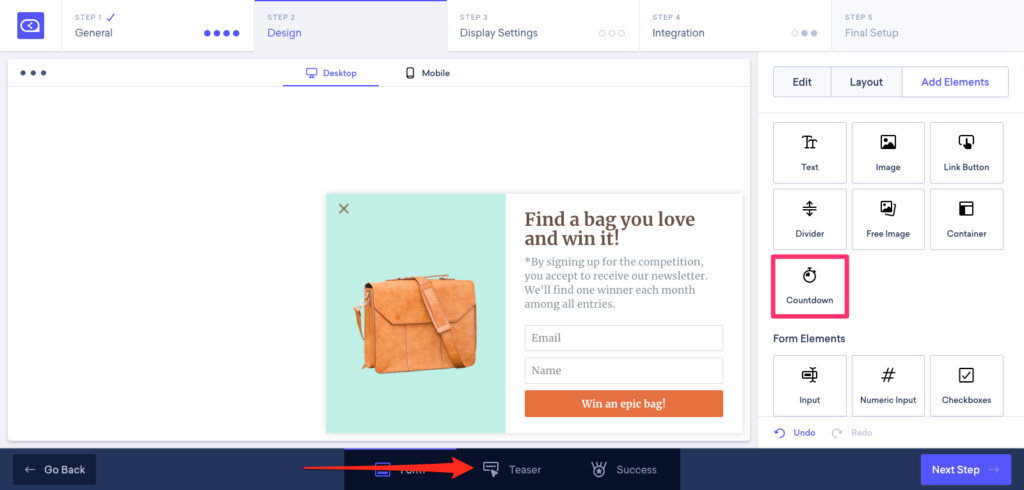 STEP 1
General
STEP 2
Design
STEP 3
Display Settings
STEP 4
Integration
STEP 5
Final Setup
Desktop
Mobile
Edit
Layout
Add Elements
Text
Image
Link Button
Divider
Free Image
Container
Countdown
Form Elements
Input
Numeric Input
Checkboxes
Undo
Redo
Find a bag you love
and win it!
*By signing up for the competition,
you accept to receive our newsletter.
We'll find one winner each month
among all entries.
Email
Name
Win an epic bag!
Go Back
Form
Teaser
Success
Next Step